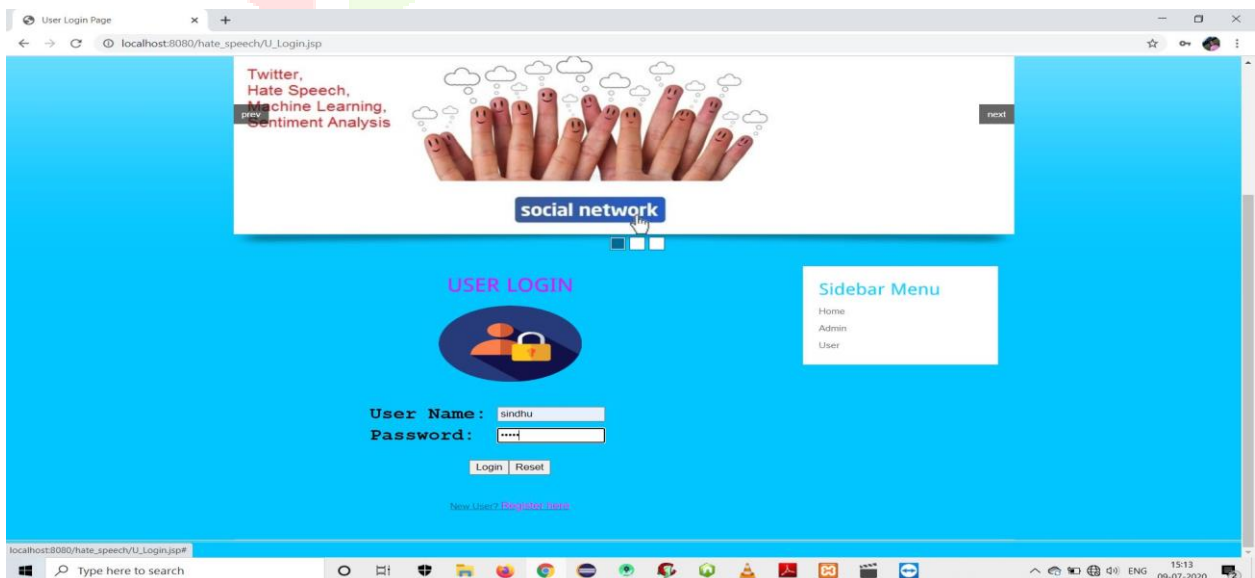 User Login Page
localhost:8080/hate_speech/U_Login.jsp
Twitter,
Hate Speech,
Machine Learning,
Sentiment Analysis
prev
next
social network
USER LOGIN
Sidebar Menu
Home
Admin
User
User Name: sindhu
Password: •••••
Login Reset
New User? Register here
localhost:8080/hate_speech/U_Login.jsp#
Type here to search
ENG
15:13
09-07-2020